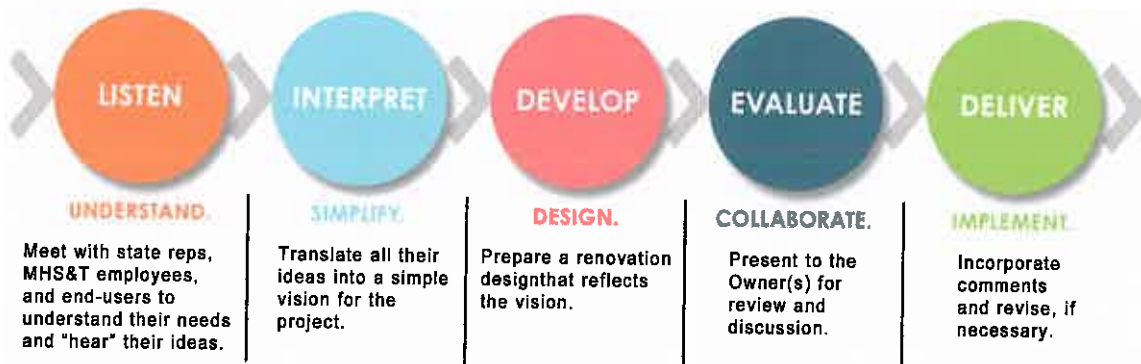 LISTEN
INTERPRET
DEVELOP
EVALUATE
DELIVER
UNDERSTAND.
Meet with state reps,
MHS&T employees,
and end-users to
understand their needs
and "hear" their ideas.
SIMPLIFY.
Translate all their
ideas into a simple
vision for the
project.
DESIGN.
Prepare a renovation
designthat reflects
the vision.
COLLABORATE.
Present to the
Owner(s) for
review and
discussion.
IMPLEMENT.
Incorporate
comments
and revise, if
necessary.